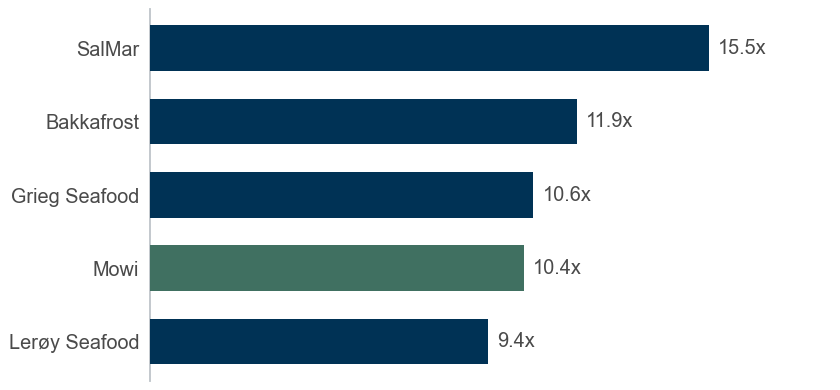 SalMar 15.5x
Bakkafrost 11.9x
Grieg Seafood 10.6x
Mowi 10.4x
Lerøy Seafood 9.4x